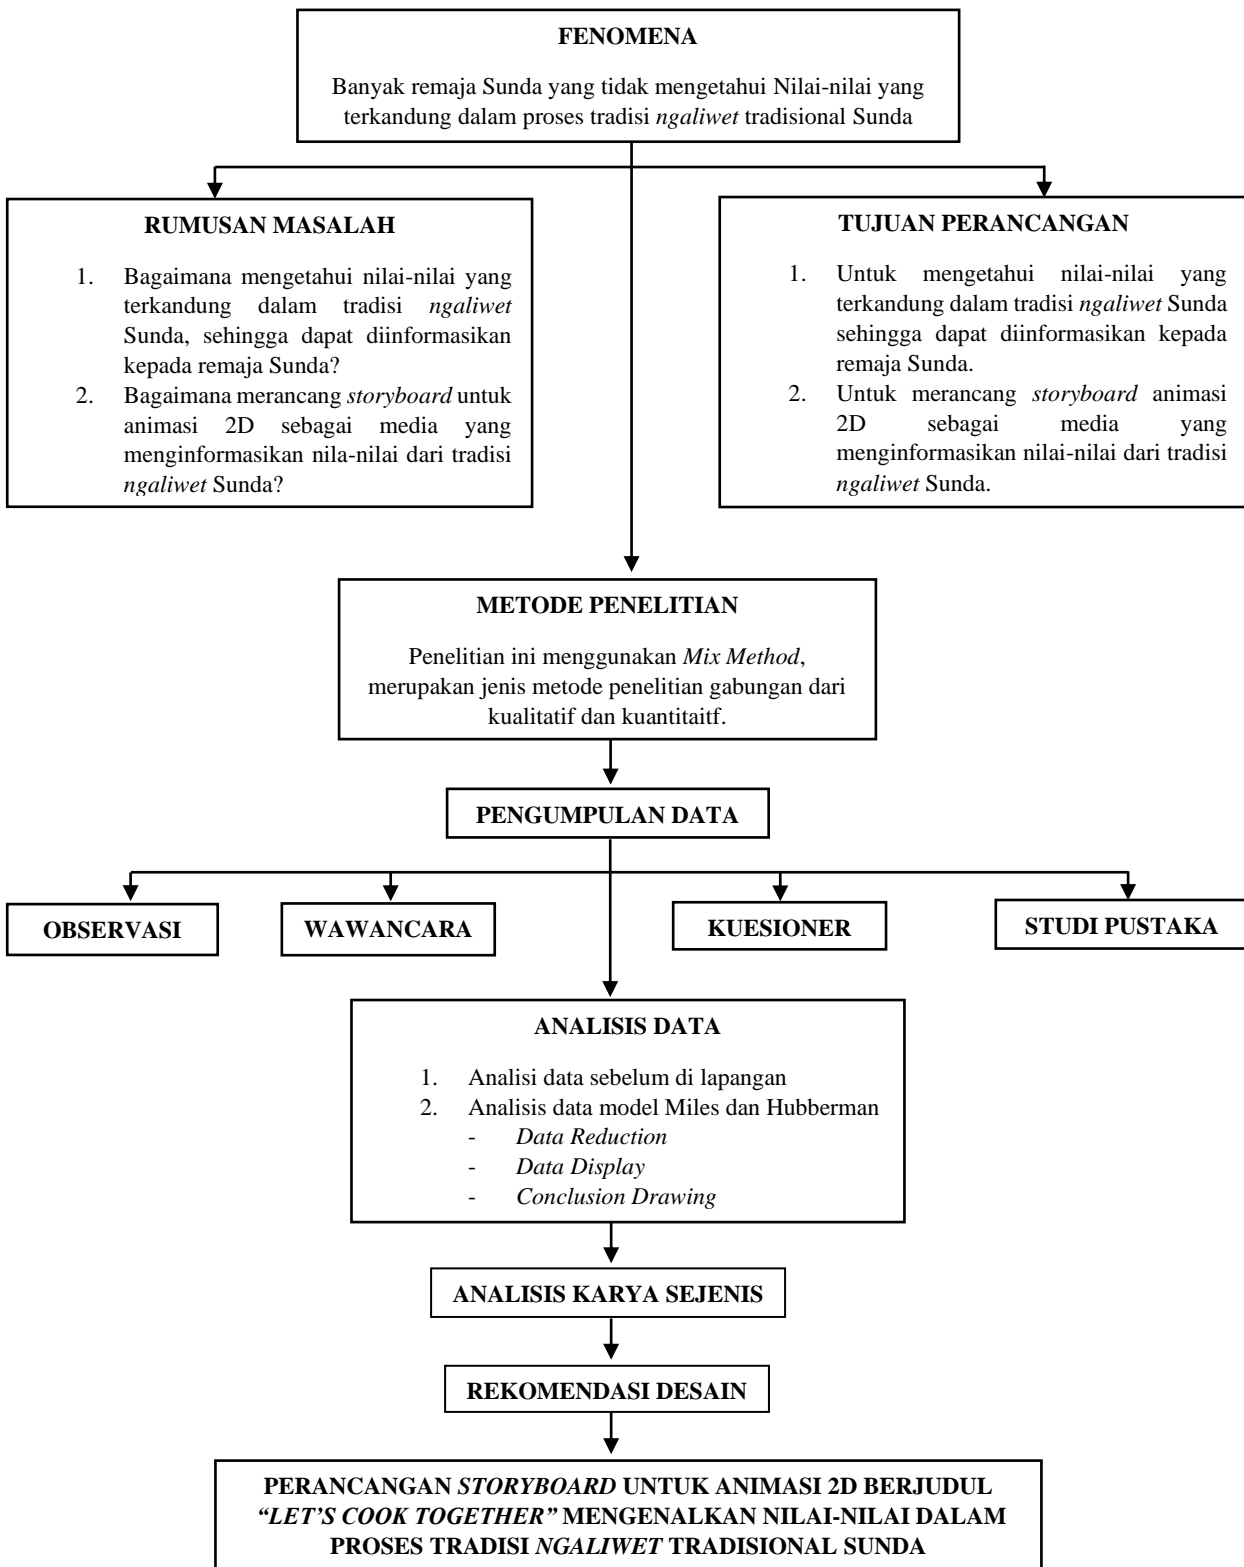 FENOMENA
Banyak remaja Sunda yang tidak mengetahui Nilai-nilai yang
terkandung dalam proses tradisi ngaliwet tradisional Sunda
RUMUSAN MASALAH
1. Bagaimana mengetahui nilai-nilai yang
terkandung dalam tradisi ngaliwet
Sunda, sehingga dapat diinformasikan
kepada remaja Sunda?
2. Bagaimana merancang storyboard untuk
animasi 2D sebagai media yang
menginformasikan nila-nilai dari tradisi
ngaliwet Sunda?
TUJUAN PERANCANGAN
1. Untuk mengetahui nilai-nilai yang
terkandung dalam tradisi ngaliwet Sunda
sehingga dapat diinformasikan kepada
remaja Sunda.
2. Untuk merancang storyboard animasi
2D sebagai media yang
menginformasikan nilai-nilai dari tradisi
ngaliwet Sunda.
METODE PENELITIAN
Penelitian ini menggunakan Mix Method,
merupakan jenis metode penelitian gabungan dari
kualitatif dan kuantitaitf.
PENGUMPULAN DATA
OBSERVASI
WAWANCARA
KUESIONER
STUDI PUSTAKA
ANALISIS DATA
1. Analisi data sebelum di lapangan
2. Analisis data model Miles dan Hubberman
- Data Reduction
- Data Display
- Conclusion Drawing
ANALISIS KARYA SEJENIS
REKOMENDASI DESAIN
PERANCANGAN STORYBOARD UNTUK ANIMASI 2D BERJUDUL
“LET’S COOK TOGETHER” MENGENALKAN NILAI-NILAI DALAM
PROSES TRADISI NGALIWET TRADISIONAL SUNDA